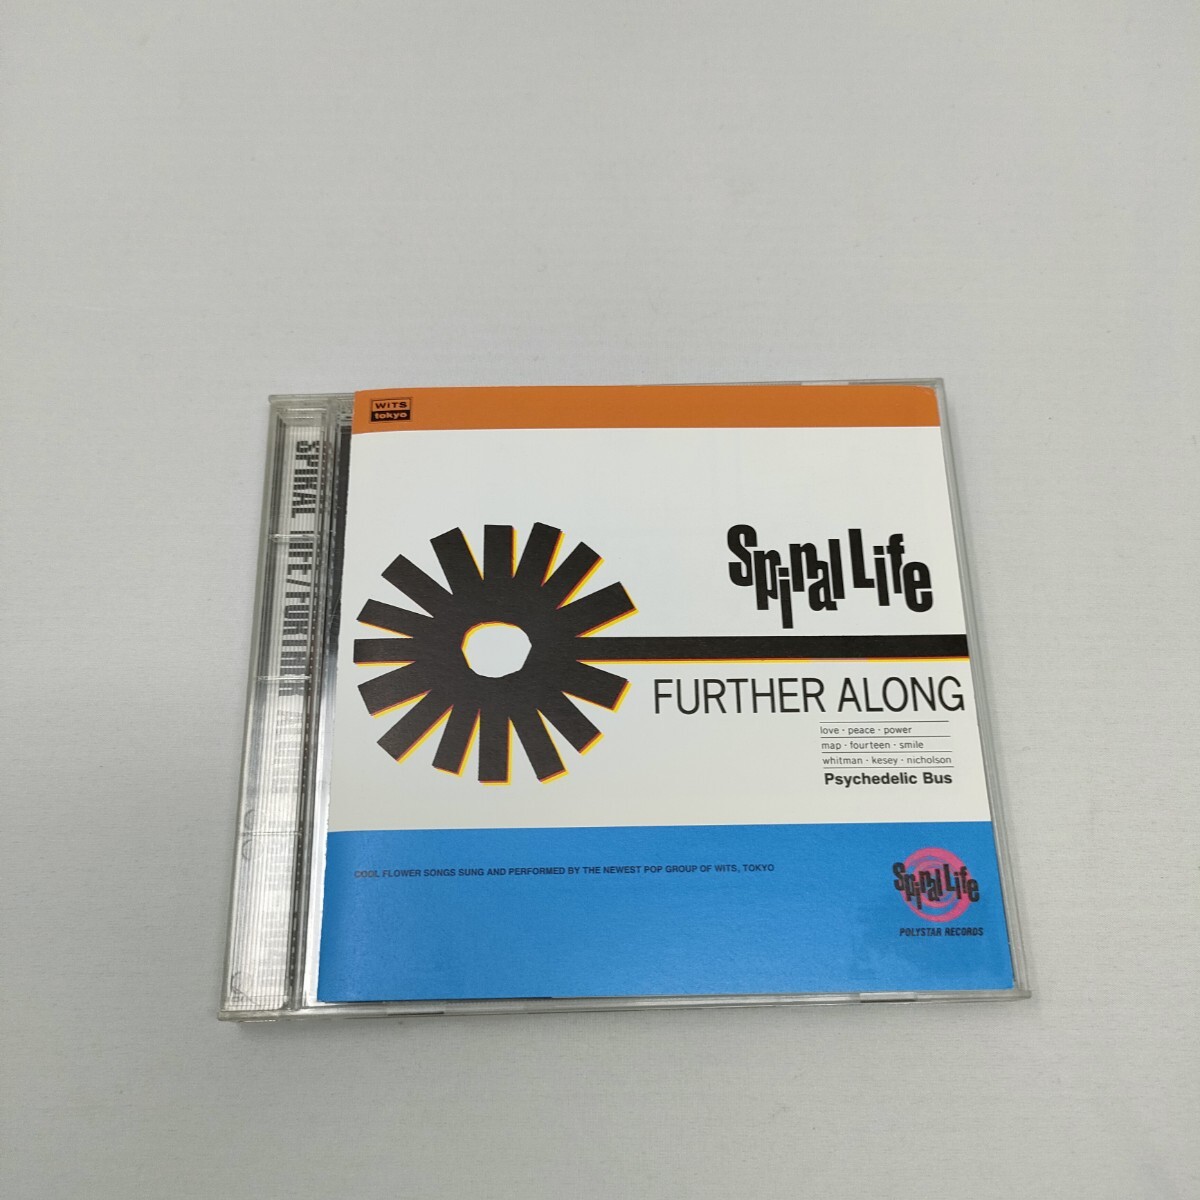 WITS
tokyo
SPIRAL LIFE/FURTHER ALONG
Spiral Life
FURTHER ALONG
love · peace · power
map · fourteen · smile
whitman · kesey · nicholson
Psychedelic Bus
COOL FLOWER SONGS SUNG AND PERFORMED BY THE NEWEST POP GROUP OF WITS, TOKYO
Spiral Life
POLYSTAR RECORDS